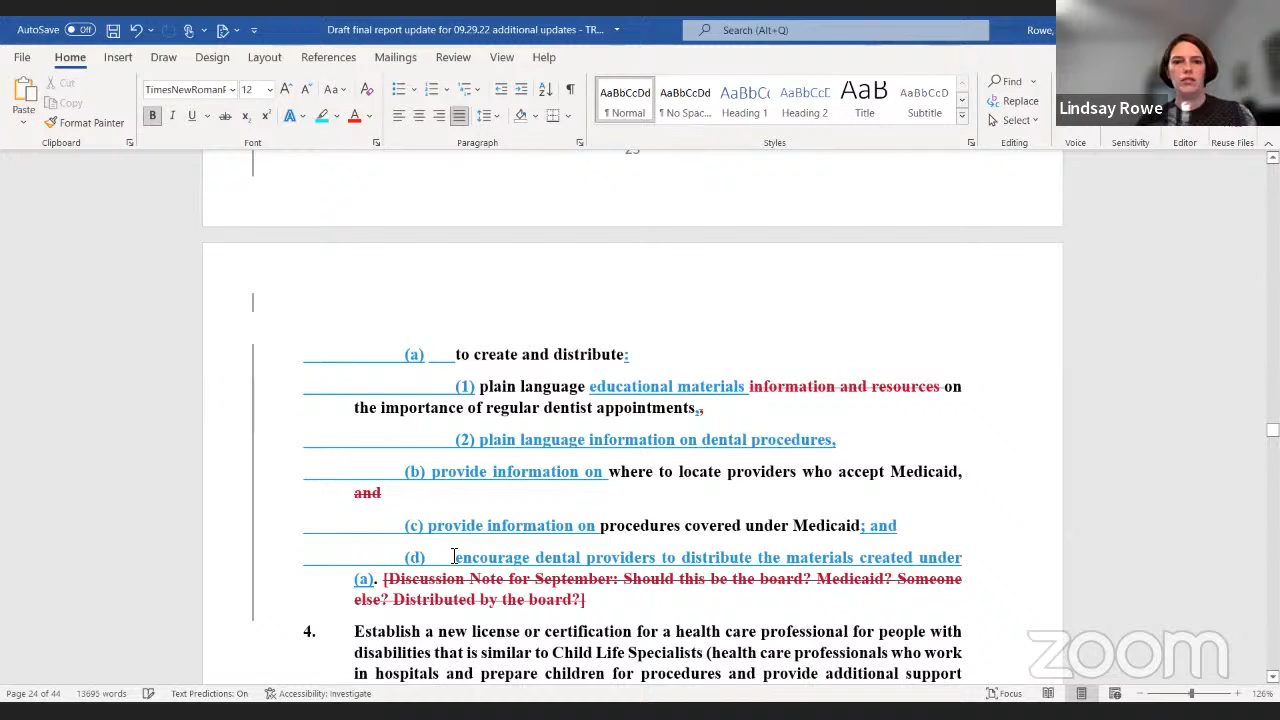 AutoSave Off Draft final report update for 09.29.22 additional updates - TR... Search (Alt+Q) Rowe,
File Home Insert Draw Design Layout References Mailings Review View Help
Paste Cut Copy Format Painter
TimesNewRomanF 12
AaBbCcDd AaBbCcDd AaBbCc AaBbCcE AaB AaBbCcD
¶ Normal ¶ No Spac... Heading 1 Heading 2 Title Subtitle
Find Replace Select
Clipboard Font Paragraph Styles Editing Voice Sensitivity Editor Reuse Files
Lindsay Rowe
(a) to create and distribute:
(1) plain language educational materials information and resources on
the importance of regular dentist appointments,,
(2) plain language information on dental procedures,
(b) provide information on where to locate providers who accept Medicaid,
and
(c) provide information on procedures covered under Medicaid; and
(d) encourage dental providers to distribute the materials created under
(a). [Discussion Note for September: Should this be the board? Medicaid? Someone
else? Distributed by the board?]
4. Establish a new license or certification for a health care professional for people with
disabilities that is similar to Child Life Specialists (health care professionals who work
in hospitals and prepare children for procedures and provide additional support
zoom
Page 24 of 44 13695 words Text Predictions: On Accessibility: Investigate Focus 126%